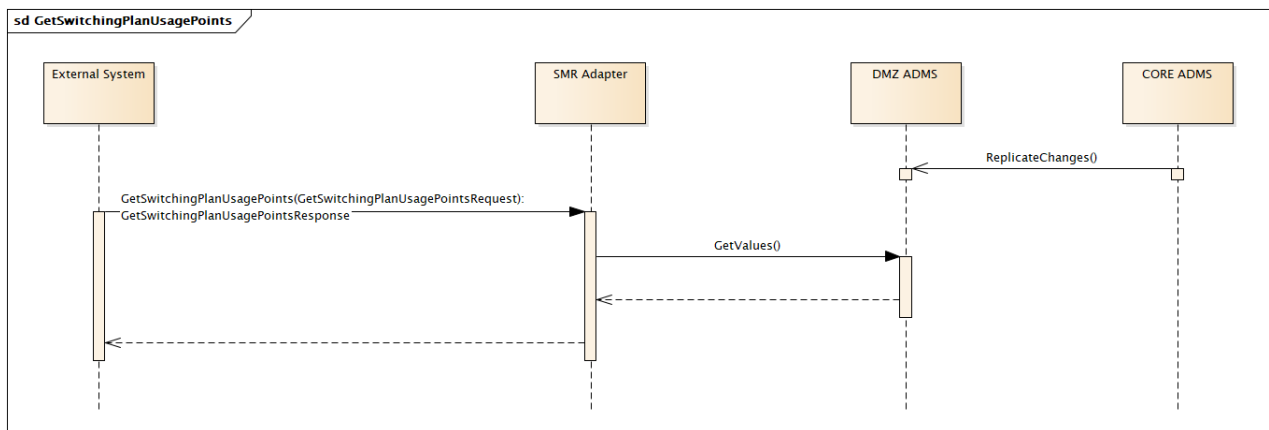 sd GetSwitchingPlanUsagePoints
External System
SMR Adapter
DMZ ADMS
CORE ADMS
ReplicateChanges()
GetSwitchingPlanUsagePoints(GetSwitchingPlanUsagePointsRequest):
GetSwitchingPlanUsagePointsResponse
GetValues()